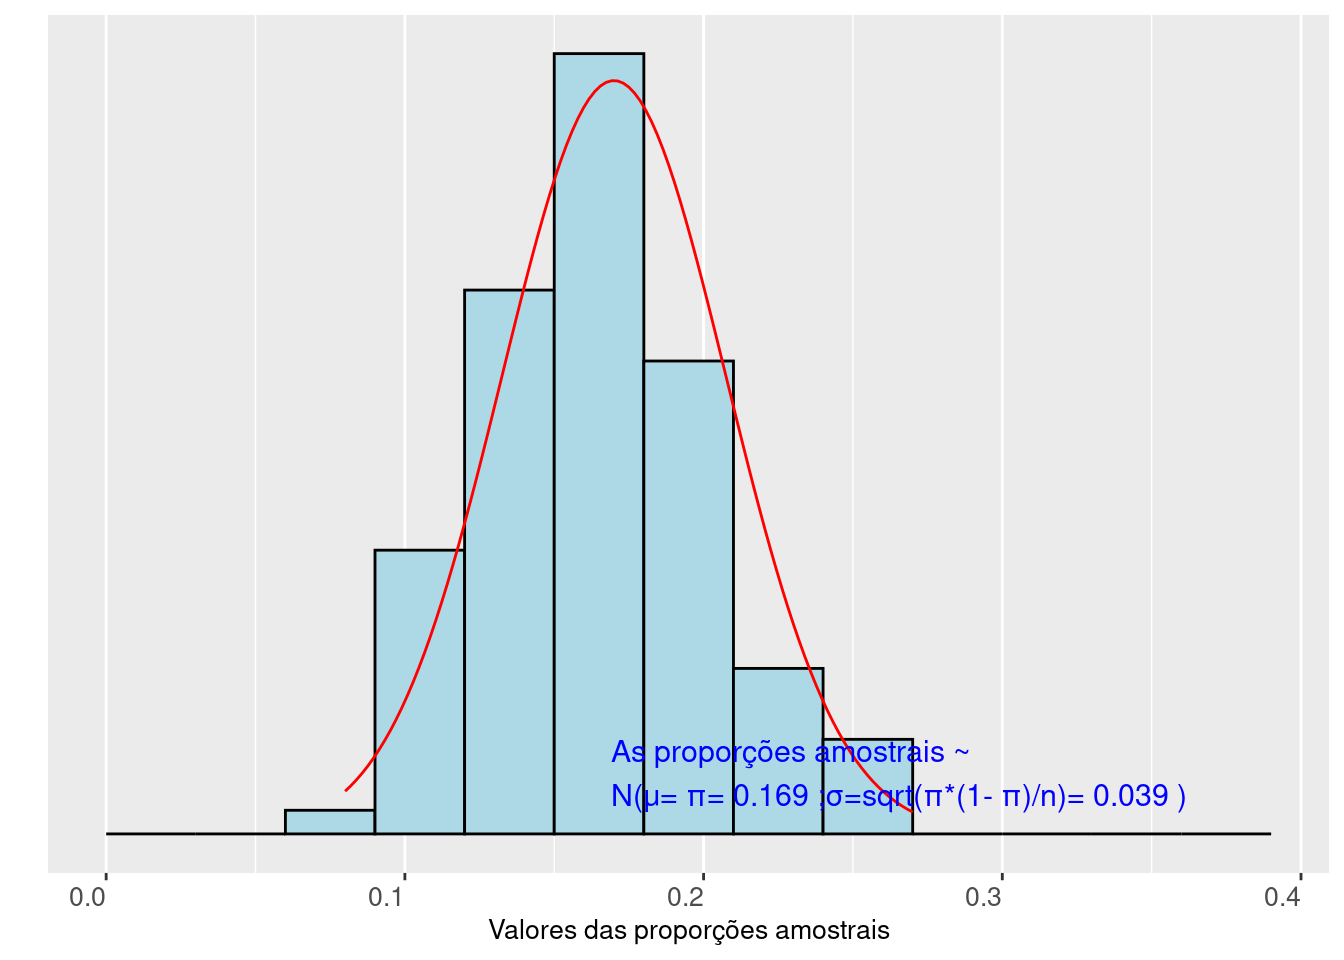 As proporções amostrais ~
N(μ= π= 0.169 ;σ=sqrt(π*(1- π)/n)= 0.039 )
0.0 0.1 0.2 0.3 0.4
Valores das proporções amostrais